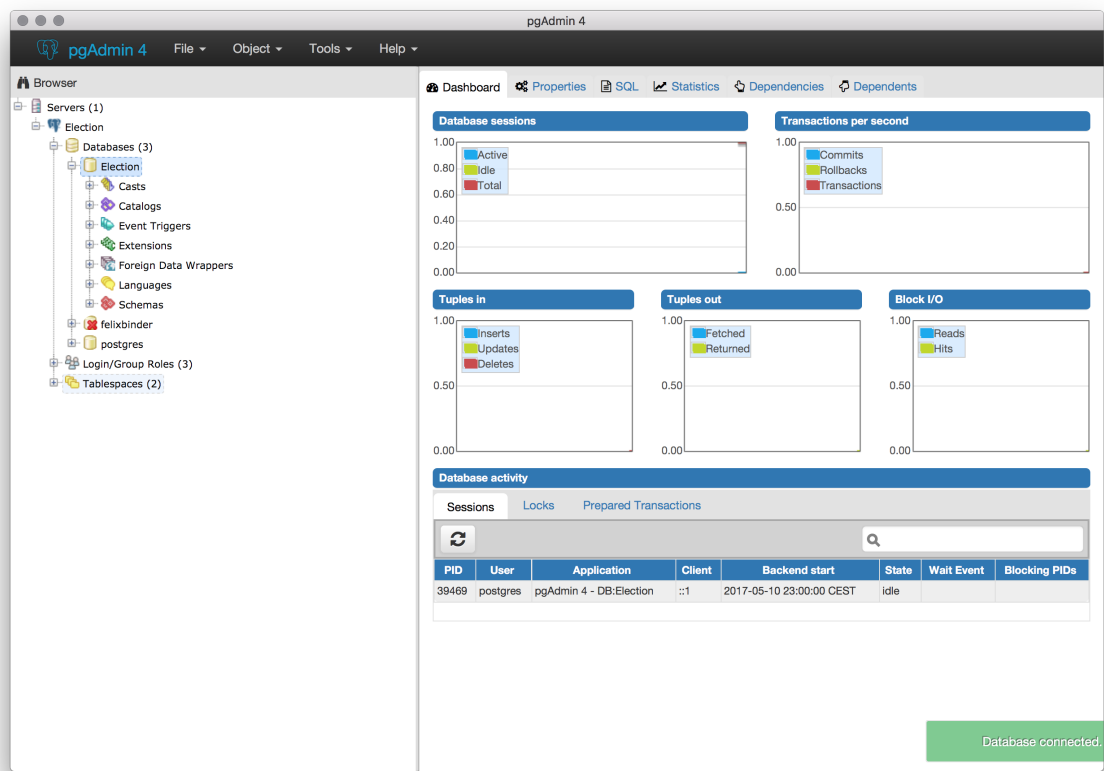 pgAdmin 4
pgAdmin 4 File Object Tools Help
Browser
Servers (1)
Election
Databases (3)
Election
Casts
Catalogs
Event Triggers
Extensions
Foreign Data Wrappers
Languages
Schemas
felixbinder
postgres
Login/Group Roles (3)
Tablespaces (2)
Dashboard Properties SQL Statistics Dependencies Dependents
Database sessions
1.00
0.80
0.60
0.40
0.20
0.00
Active
Idle
Total
Transactions per second
1.00
0.50
0.00
Commits
Rollbacks
Transactions
Tuples in
1.00
0.50
0.00
Inserts
Updates
Deletes
Tuples out
1.00
0.50
0.00
Fetched
Returned
Block I/O
1.00
0.50
0.00
Reads
Hits
Database activity
Sessions Locks Prepared Transactions
PID User Application Client Backend start State Wait Event Blocking PIDs
39469 postgres pgAdmin 4 - DB:Election ::1 2017-05-10 23:00:00 CEST idle
Database connected.